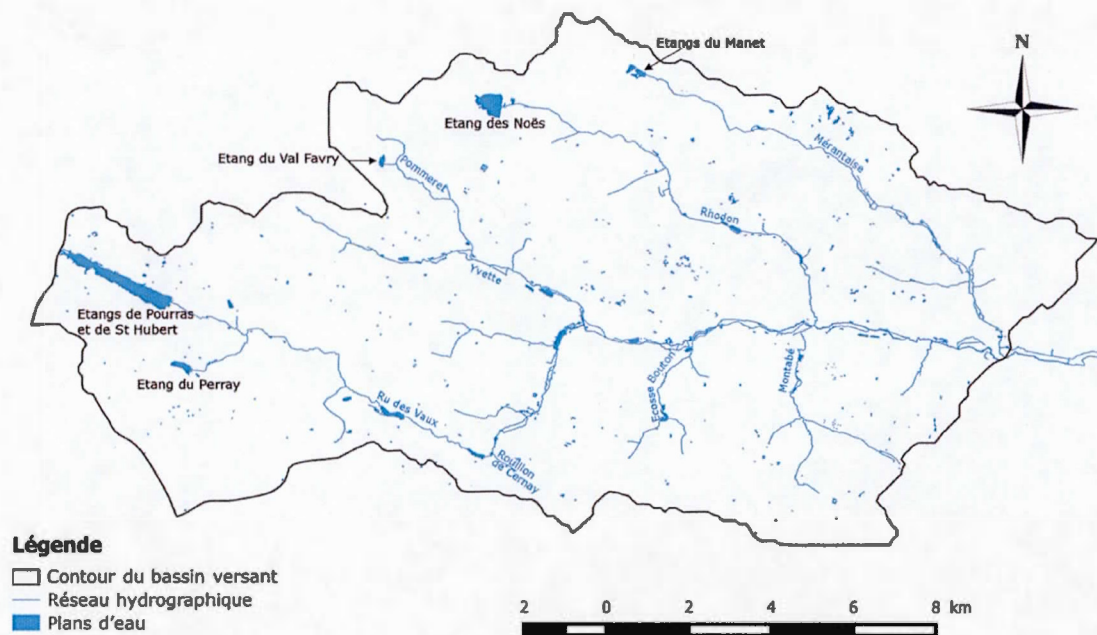 Etangs du Manet
N
Etang des Noës
Nérantaise
Etang du Val Favry
Pommeret
Rhodon
Yvette
Etangs de Pourras
et de St Hubert
Etang du Perray
Ru des Vaux
Ecosse Bouton
Montabé
Rouillon
de Cernay
Légende
Contour du bassin versant
Réseau hydrographique
Plans d'eau
2 0 2 4 6 8 km